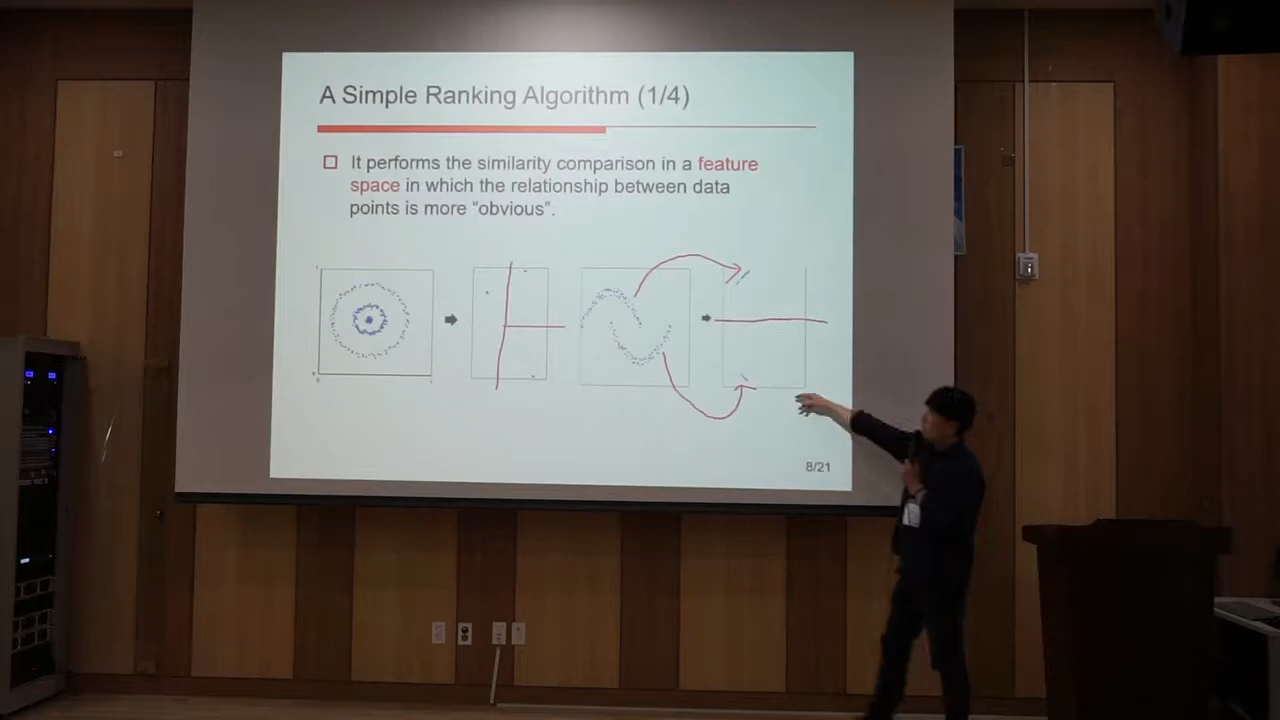 A Simple Ranking Algorithm (1/4)
It performs the similarity comparison in a feature
space in which the relationship between data
points is more “obvious”.
8/21